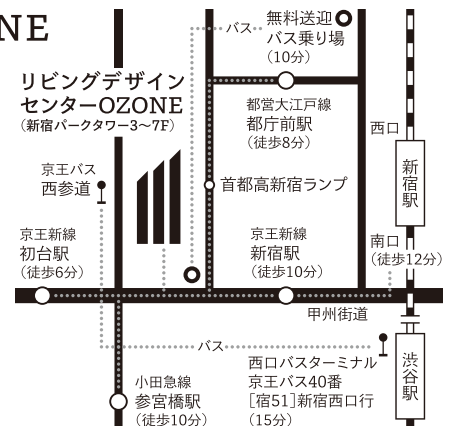 NE
無料送迎
バス乗り場
(10分)
バス
リビングデザイン
センターOZONE
(新宿パークタワー3〜7F)
都営大江戸線
都庁前駅
(徒歩8分)
西口
新宿駅
京王バス
西参道
首都高新宿ランプ
京王新線
初台駅
(徒歩6分)
京王新線
新宿駅
(徒歩10分)
南口
(徒歩12分)
甲州街道
バス
渋谷駅
小田急線
参宮橋駅
(徒歩10分)
西口バスターミナル
京王バス40番
[宿51]新宿西口行
(15分)